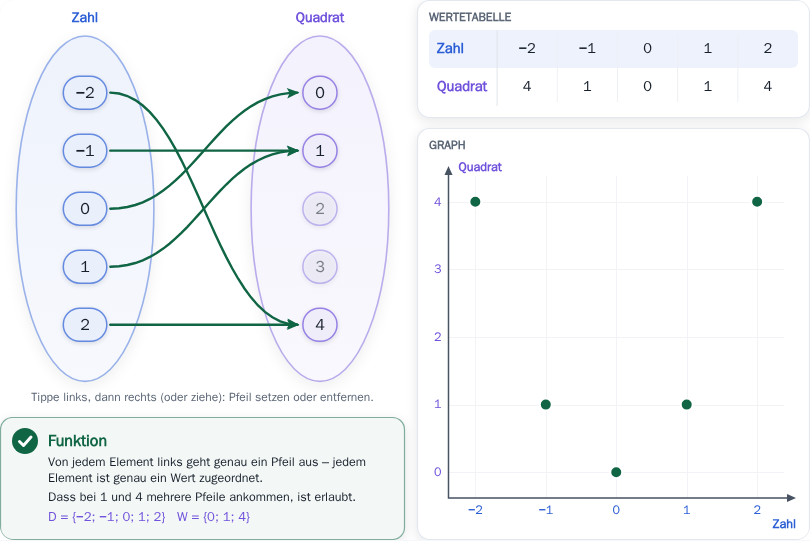 Zahl Quadrat
−2 0
−1 1
0 2
1 3
2 4
Tippe links, dann rechts (oder ziehe): Pfeil setzen oder entfernen.
Funktion
Von jedem Element links geht genau ein Pfeil aus – jedem
Element ist genau ein Wert zugeordnet.
Dass bei 1 und 4 mehrere Pfeile ankommen, ist erlaubt.
D = {−2; −1; 0; 1; 2} W = {0; 1; 4}
WERTETABELLE
Zahl −2 −1 0 1 2
Quadrat 4 1 0 1 4
GRAPH
Quadrat
4
3
2
1
0
−2 −1 0 1 2
Zahl